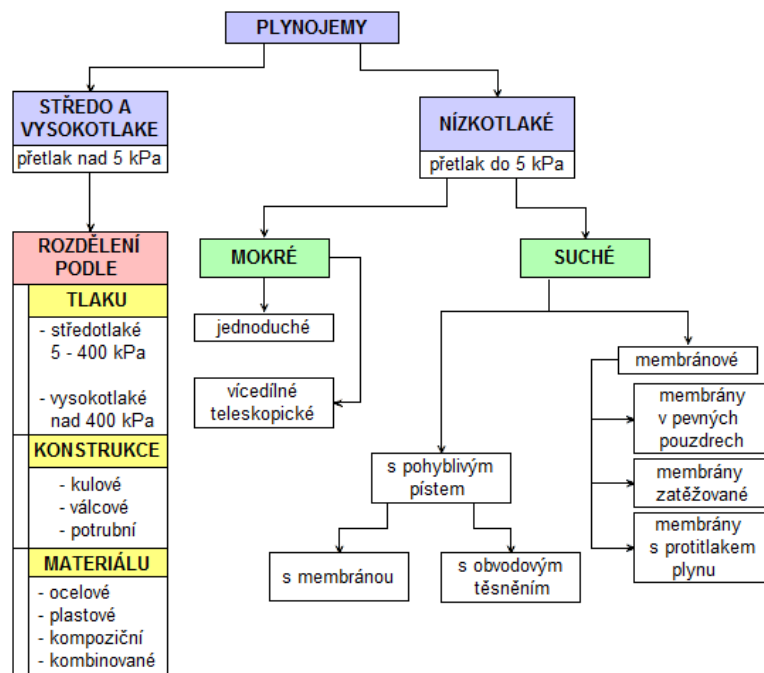 PLYNOJEMY
STŘEDO A
VYSOKOTLAKE
přetlak nad 5 kPa
NÍZKOTLAKÉ
přetlak do 5 kPa
ROZDĚLENÍ
PODLE
TLAKU
- středotlaké
5 - 400 kPa
- vysokotlaké
nad 400 kPa
KONSTRUKCE
- kulové
- válcové
- potrubní
MATERIÁLU
- ocelové
- plastové
- kompoziční
- kombinované
MOKRÉ
jednoduché
vícedílné
teleskopické
SUCHÉ
s pohyblivým
pístem
s membránou
s obvodovým
těsněním
membránové
membrány
v pevných
pouzdrech
membrány
zatěžované
membrány
s protitlakem
plynu